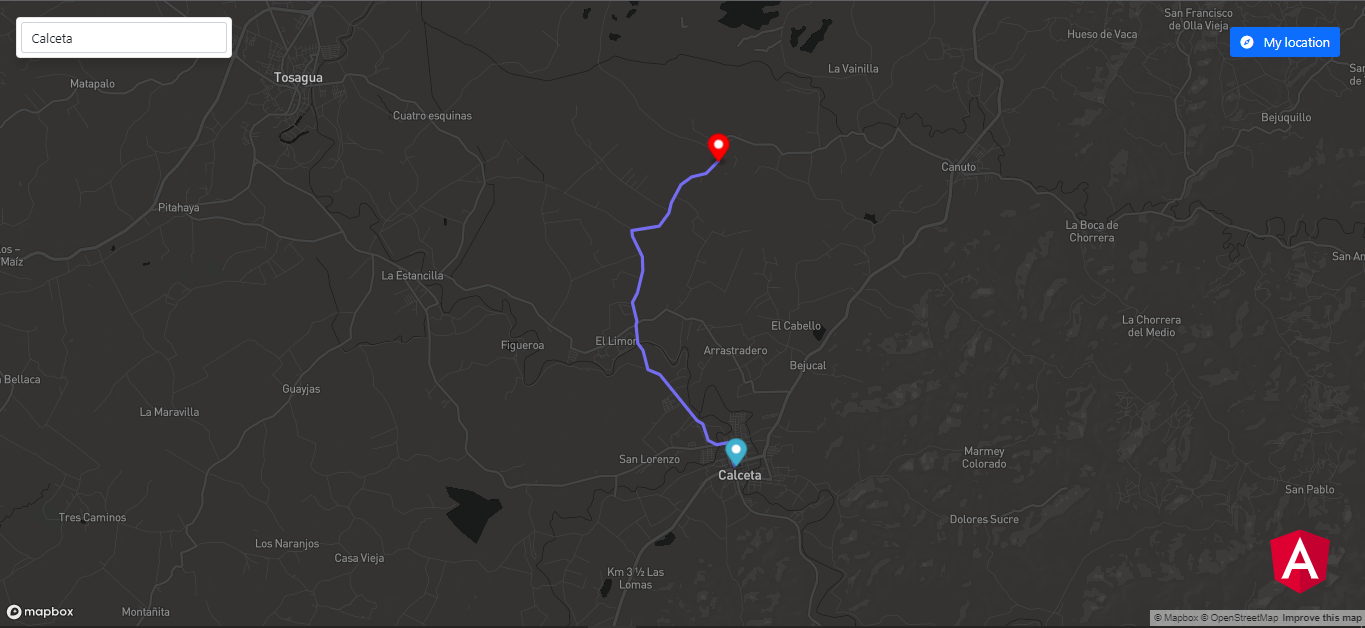 Calceta
San Francisco
de Olla Vieja
Hueso de Vaca
My location
La Vainilla
Tosagua
Matapalo
San
de
Cuatro esquinas
Bejuquillo
Canuto
Pitahaya
La Boca de
Chorrera
os –
Maíz
San An
La Estancilla
El Cabello
La Chorrera
del Medio
El Limon
Figueroa
Arrastradero
Bejucal
Bellaca
Guayjas
La Maravilla
San Lorenzo
Marmey
Colorado
Calceta
San Pablo
Tres Caminos
Dolores Sucre
Los Naranjos
Casa Vieja
Km 3 ½ Las
Lomas
mapbox
Montañita
© Mapbox © OpenStreetMap Improve this map